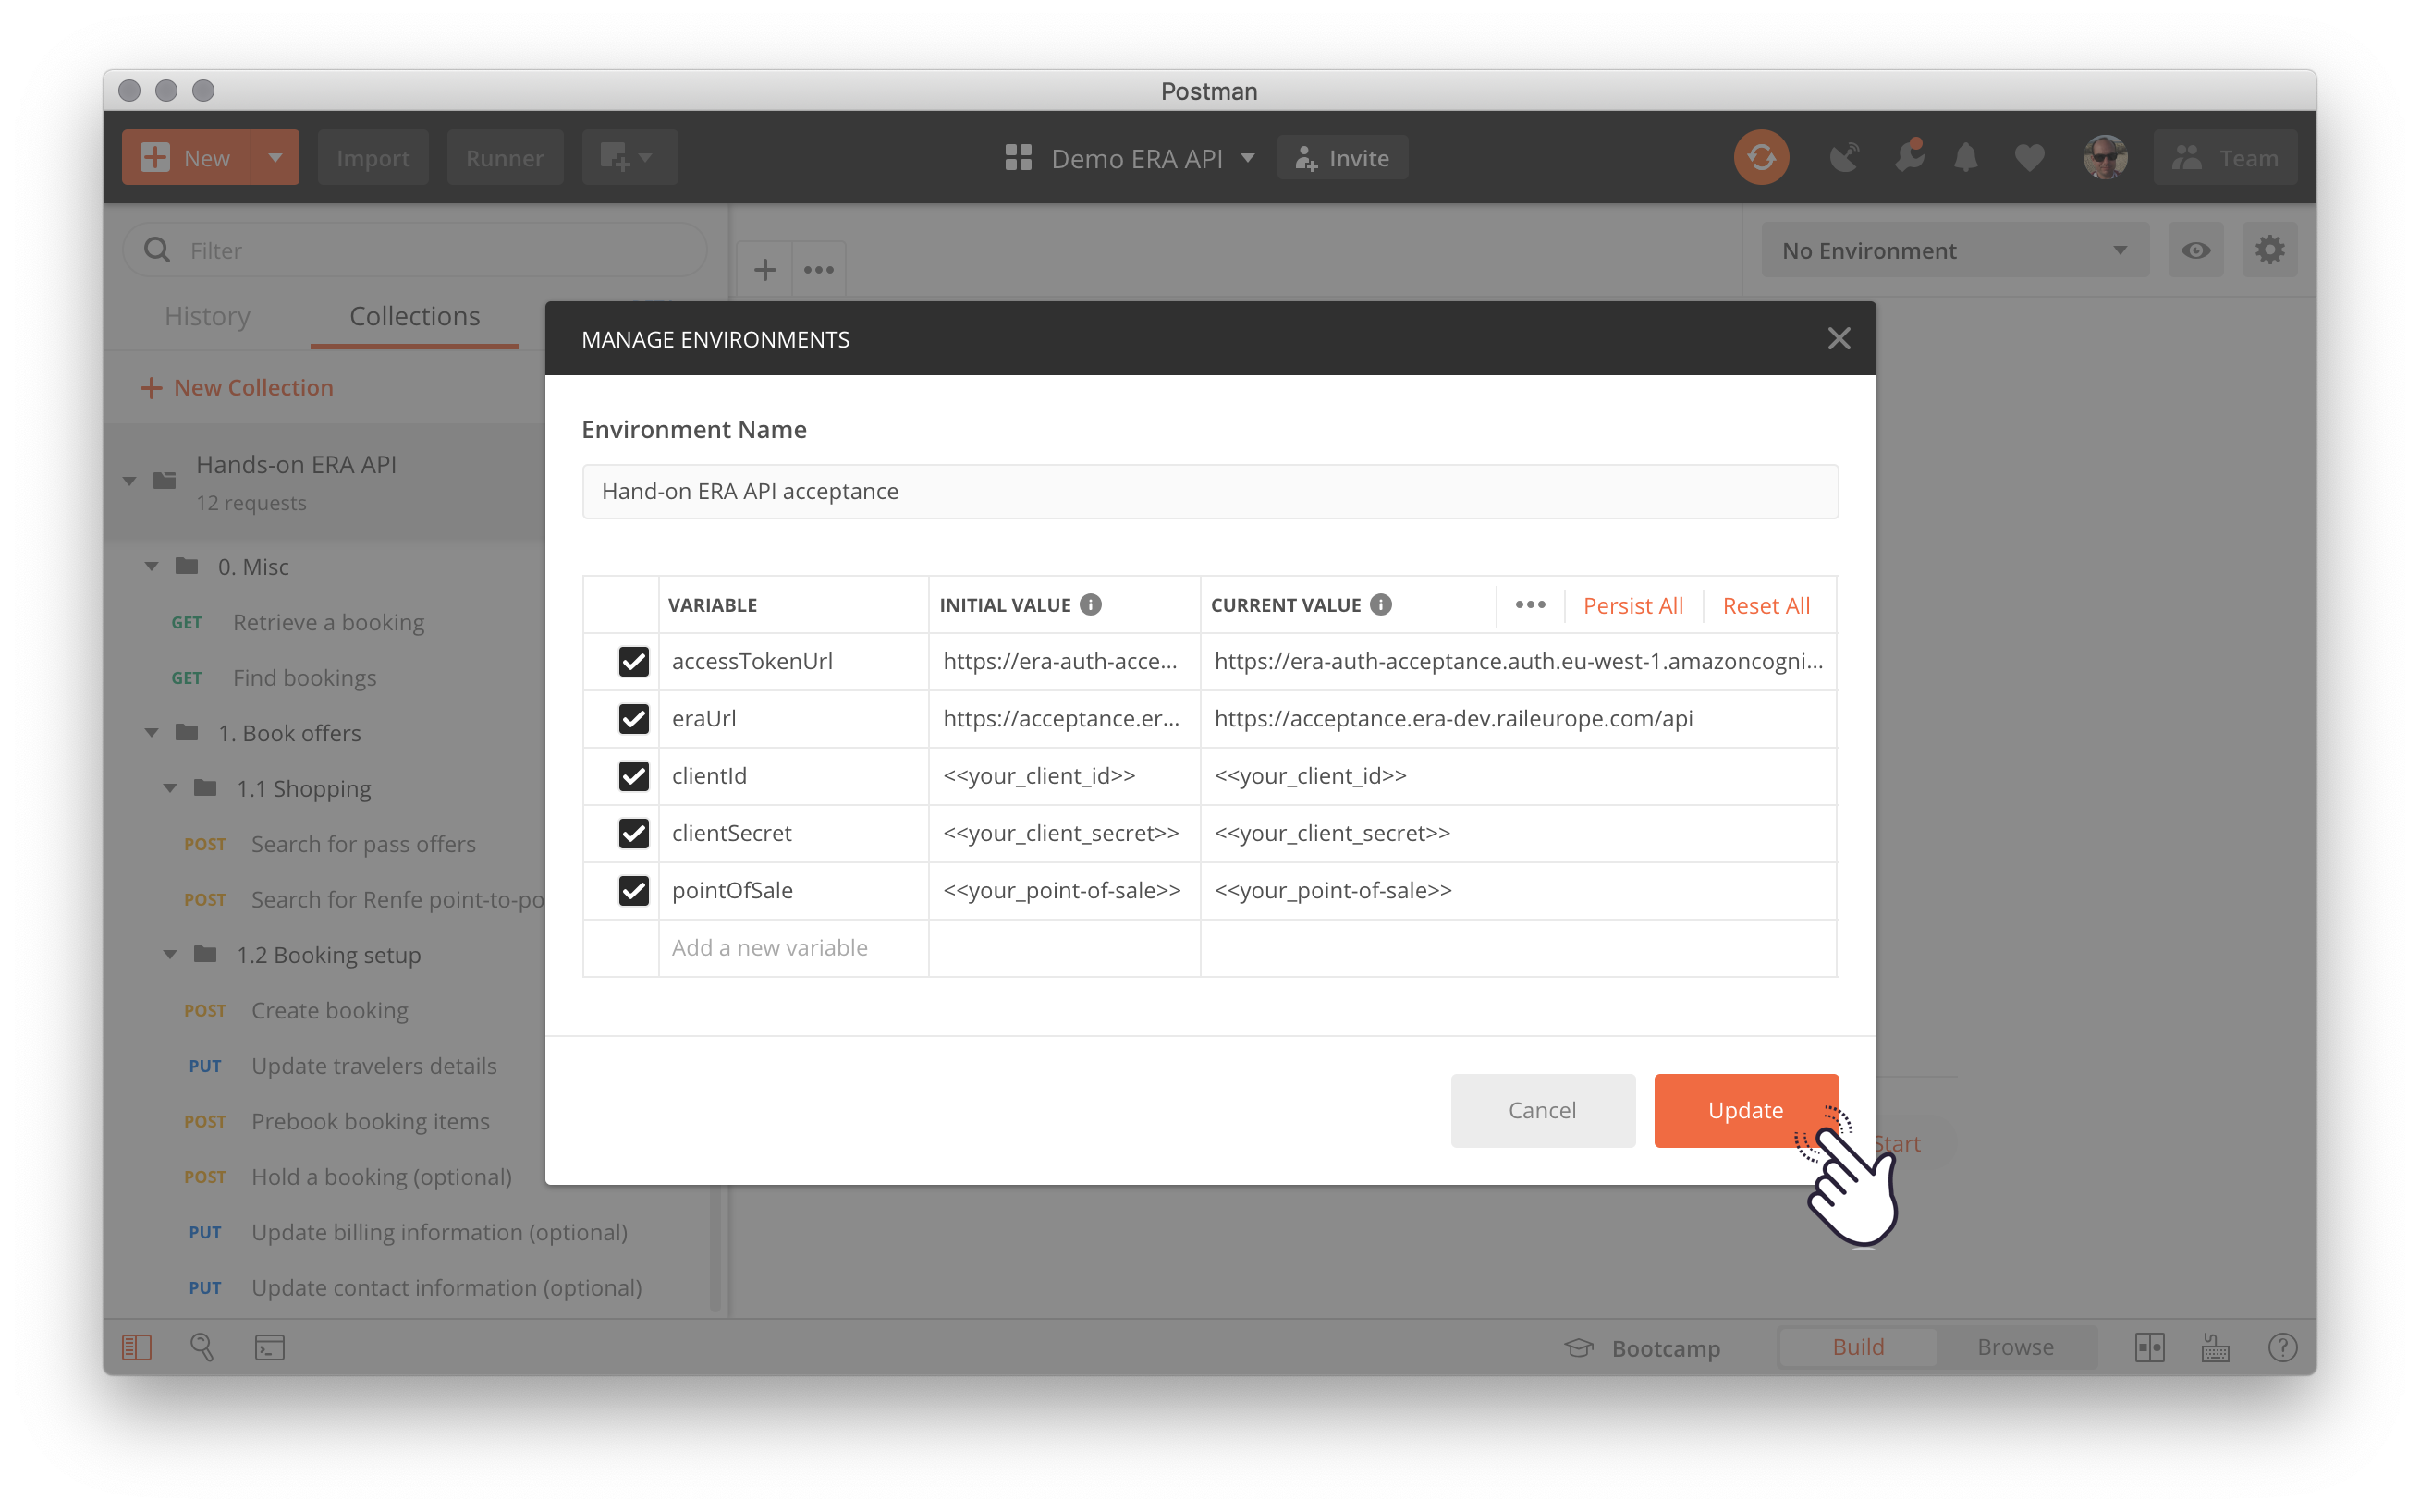 Postman
New
Import
Runner
Demo ERA API
Invite
Team
Filter
No Environment
History
Collections
New Collection
Hands-on ERA API
12 requests
0. Misc
GET Retrieve a booking
GET Find bookings
1. Book offers
1.1 Shopping
POST Search for pass offers
POST Search for Renfe point-to-po
1.2 Booking setup
POST Create booking
PUT Update travelers details
POST Prebook booking items
POST Hold a booking (optional)
PUT Update billing information (optional)
PUT Update contact information (optional)
MANAGE ENVIRONMENTS
Environment Name
Hand-on ERA API acceptance
VARIABLE INITIAL VALUE CURRENT VALUE Persist All Reset All
accessTokenUrl https://era-auth-acce... https://era-auth-acceptance.auth.eu-west-1.amazoncogni...
eraUrl https://acceptance.er... https://acceptance.era-dev.raileurope.com/api
clientId <<your_client_id>> <<your_client_id>>
clientSecret <<your_client_secret>> <<your_client_secret>>
pointOfSale <<your_point-of-sale>> <<your_point-of-sale>>
Add a new variable
Cancel
Update
Start
Bootcamp
Build
Browse